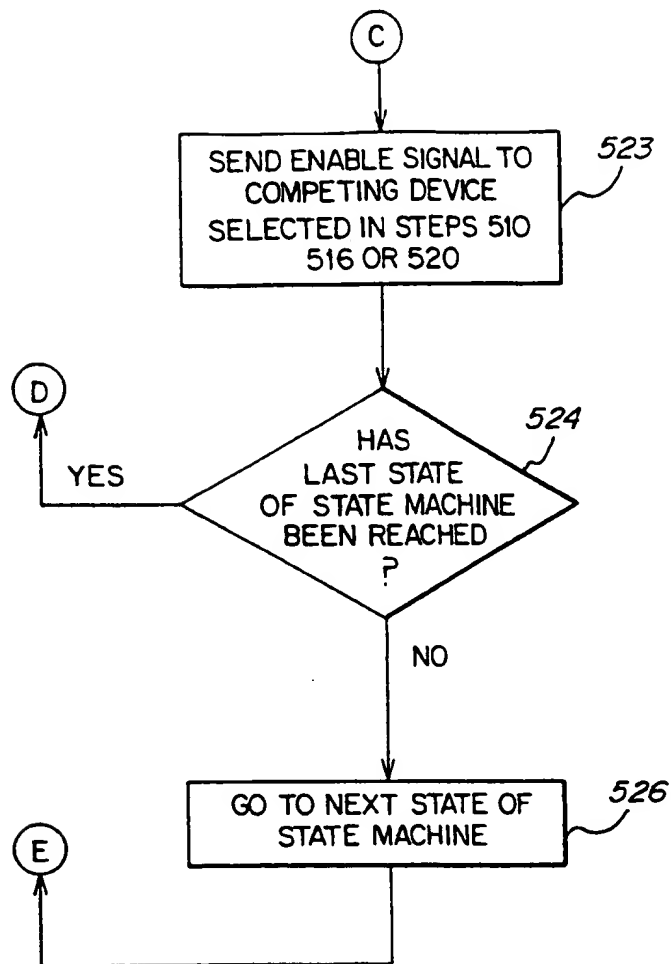 C
SEND ENABLE SIGNAL TO
COMPETING DEVICE
SELECTED IN STEPS 510
516 OR 520
523
D
YES
HAS
LAST STATE
OF STATE MACHINE
BEEN REACHED
?
524
NO
GO TO NEXT STATE OF
STATE MACHINE
526
E